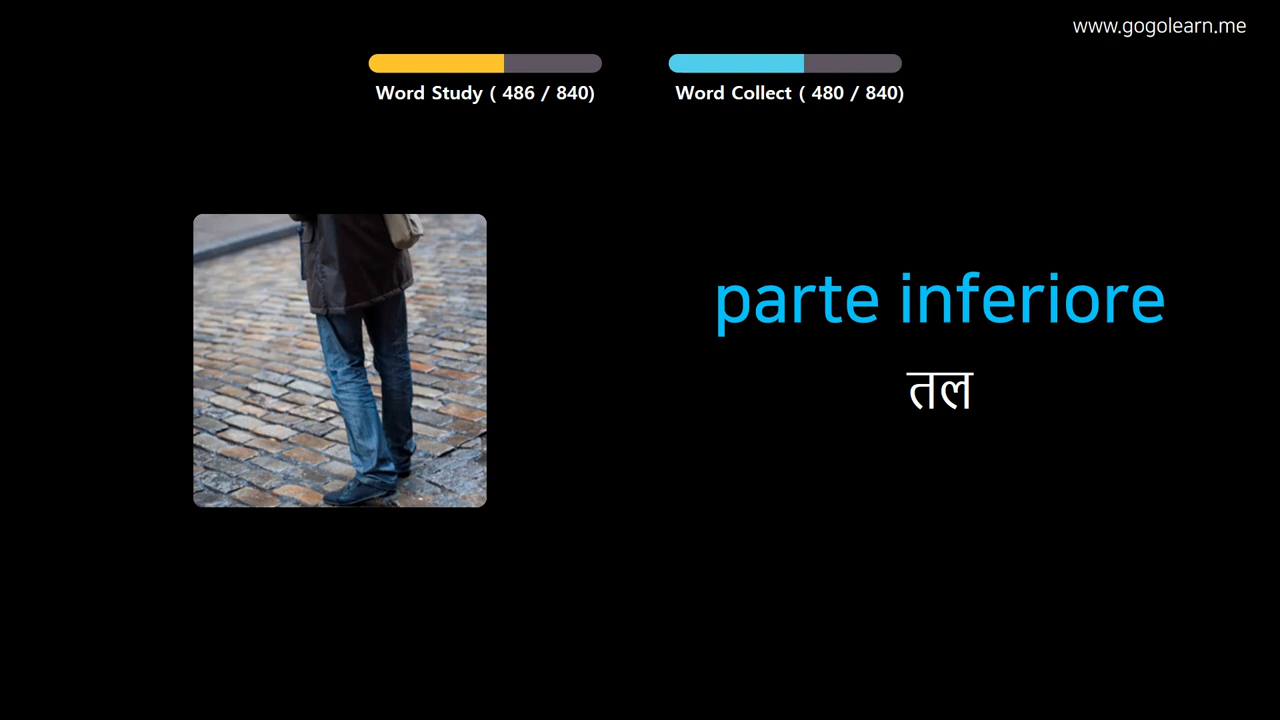 www.gogolearn.me
Word Study ( 486 / 840)
Word Collect ( 480 / 840)
parte inferiore
तल